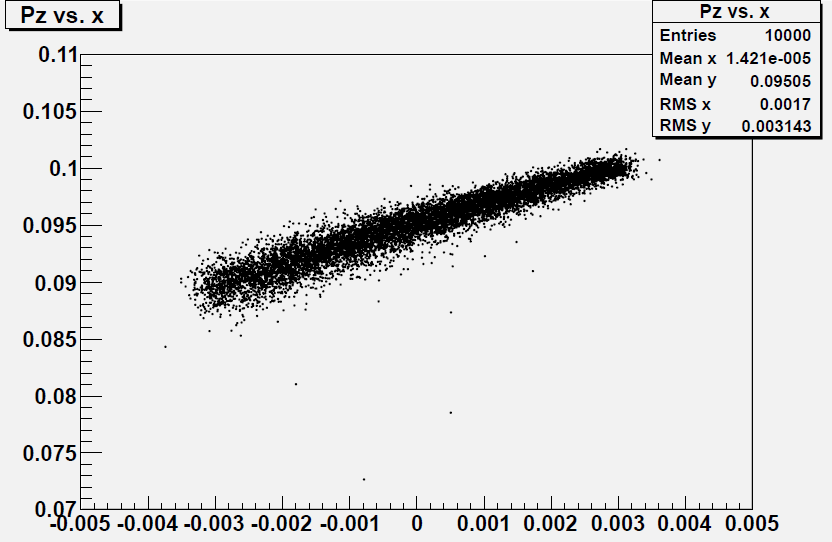 Pz vs. x
Pz vs. x
Entries 10000
Mean x 1.421e-005
Mean y 0.09505
RMS x 0.0017
RMS y 0.003143
0.11
0.105
0.1
0.095
0.09
0.085
0.08
0.075
0.07
-0.005 -0.004 -0.003 -0.002 -0.001 0 0.001 0.002 0.003 0.004 0.005